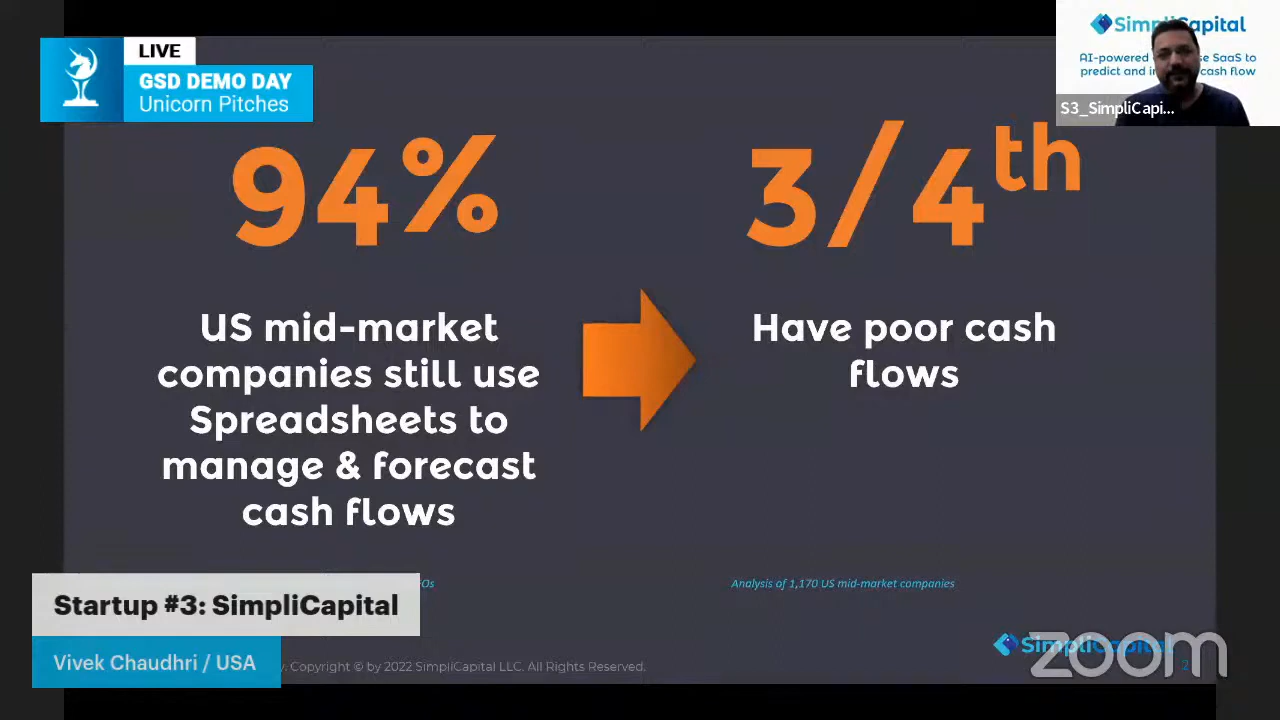 LIVE
GSD DEMO DAY
Unicorn Pitches
SimpliCapital
AI-powered SaaS to
predict and cash flow
S3_SimpliCapi...
94%
US mid-market
companies still use
Spreadsheets to
manage & forecast
cash flows
3/4th
Have poor cash
flows
Analysis of 1,170 US mid-market companies
Startup #3: SimpliCapital
Vivek Chaudhri / USA
Copyright © by 2022 SimpliCapital LLC. All Rights Reserved.
SimpliCapital
2
zoom